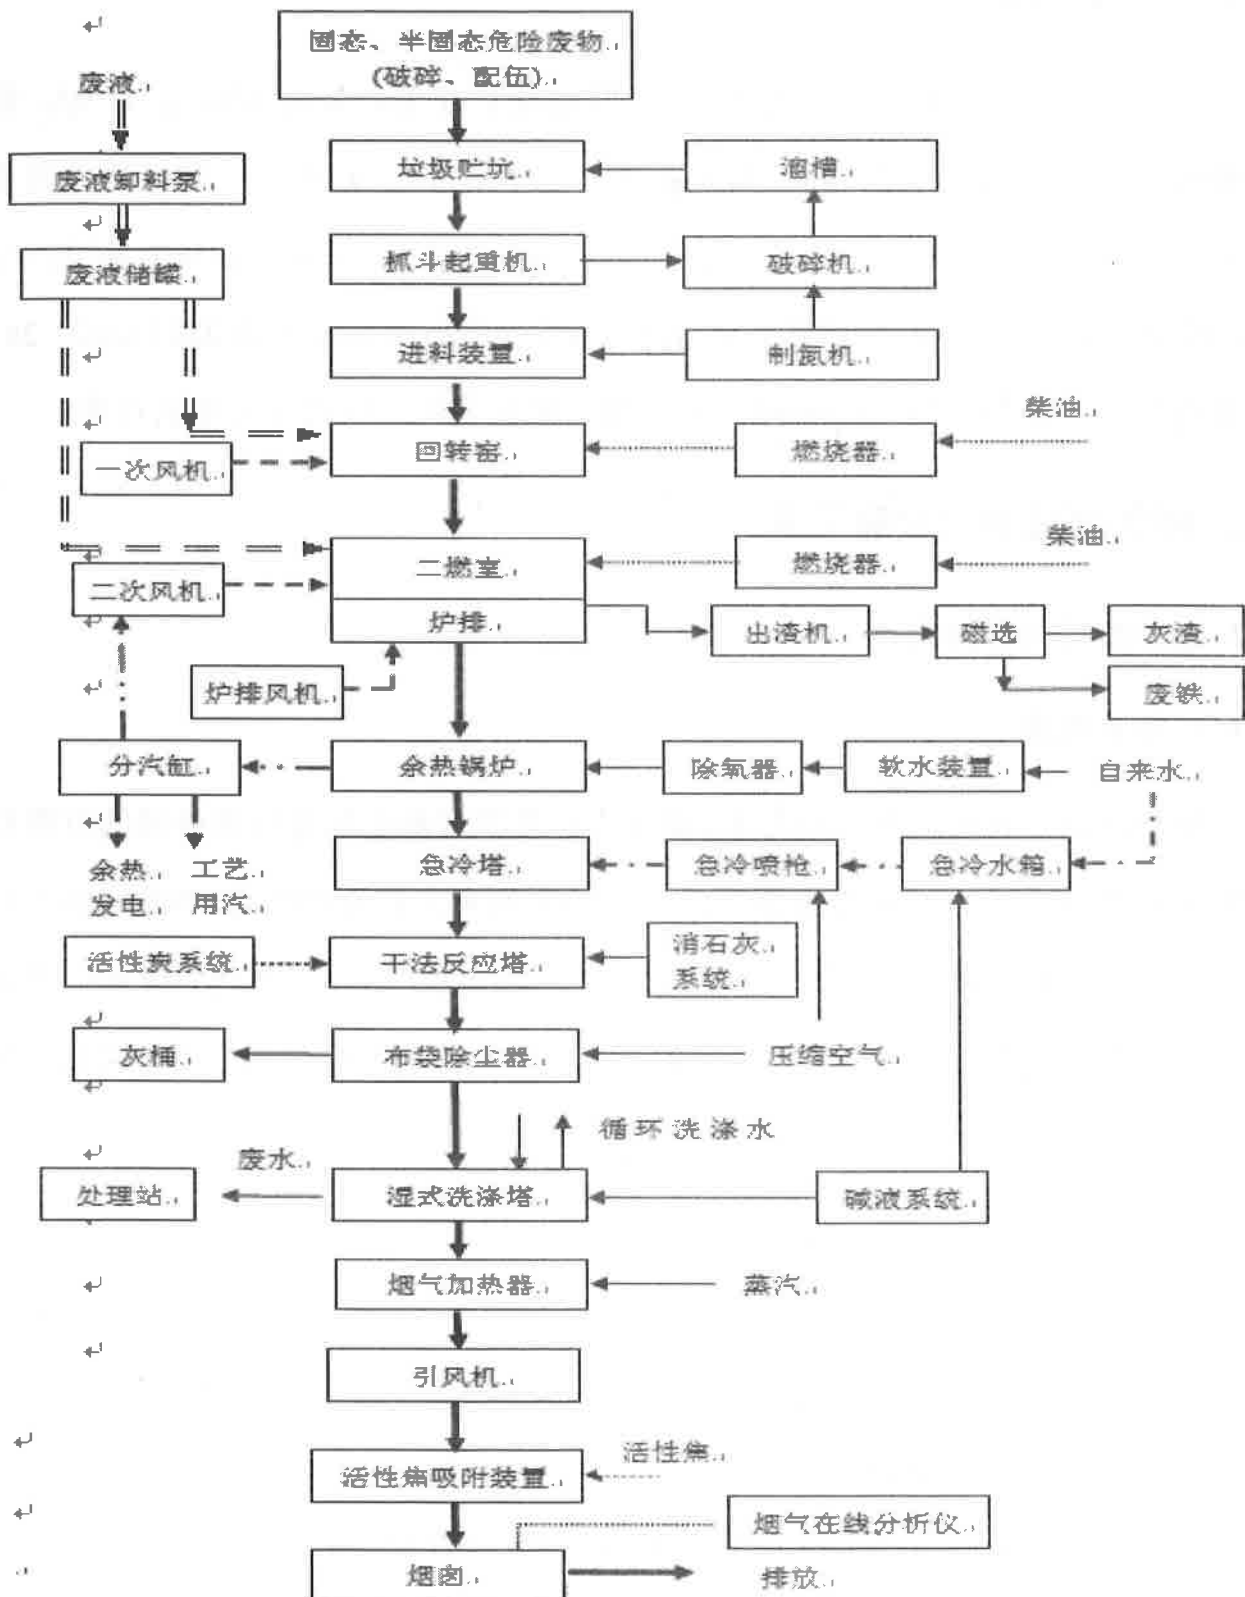 固态、半固态危险废物
(破碎、配伍)
废液
废液卸料泵
垃圾贮坑
溜槽
废液储罐
抓斗起重机
破碎机
进料装置
制氮机
柴油
一次风机
回转窑
燃烧器
柴油
二次风机
二燃室
燃烧器
炉排
出渣机
磁选
灰渣
炉排风机
废铁
分汽缸
余热锅炉
除氧器
软水装置
自来水
余热
发电
工艺
用汽
急冷塔
急冷喷枪
急冷水箱
活性炭系统
干法反应塔
消石灰
系统
灰桶
布袋除尘器
压缩空气
循环洗涤水
废水
处理站
湿式洗涤塔
碱液系统
烟气加热器
蒸汽
引风机
活性焦
活性焦吸附装置
烟气在线分析仪
烟囱
排放